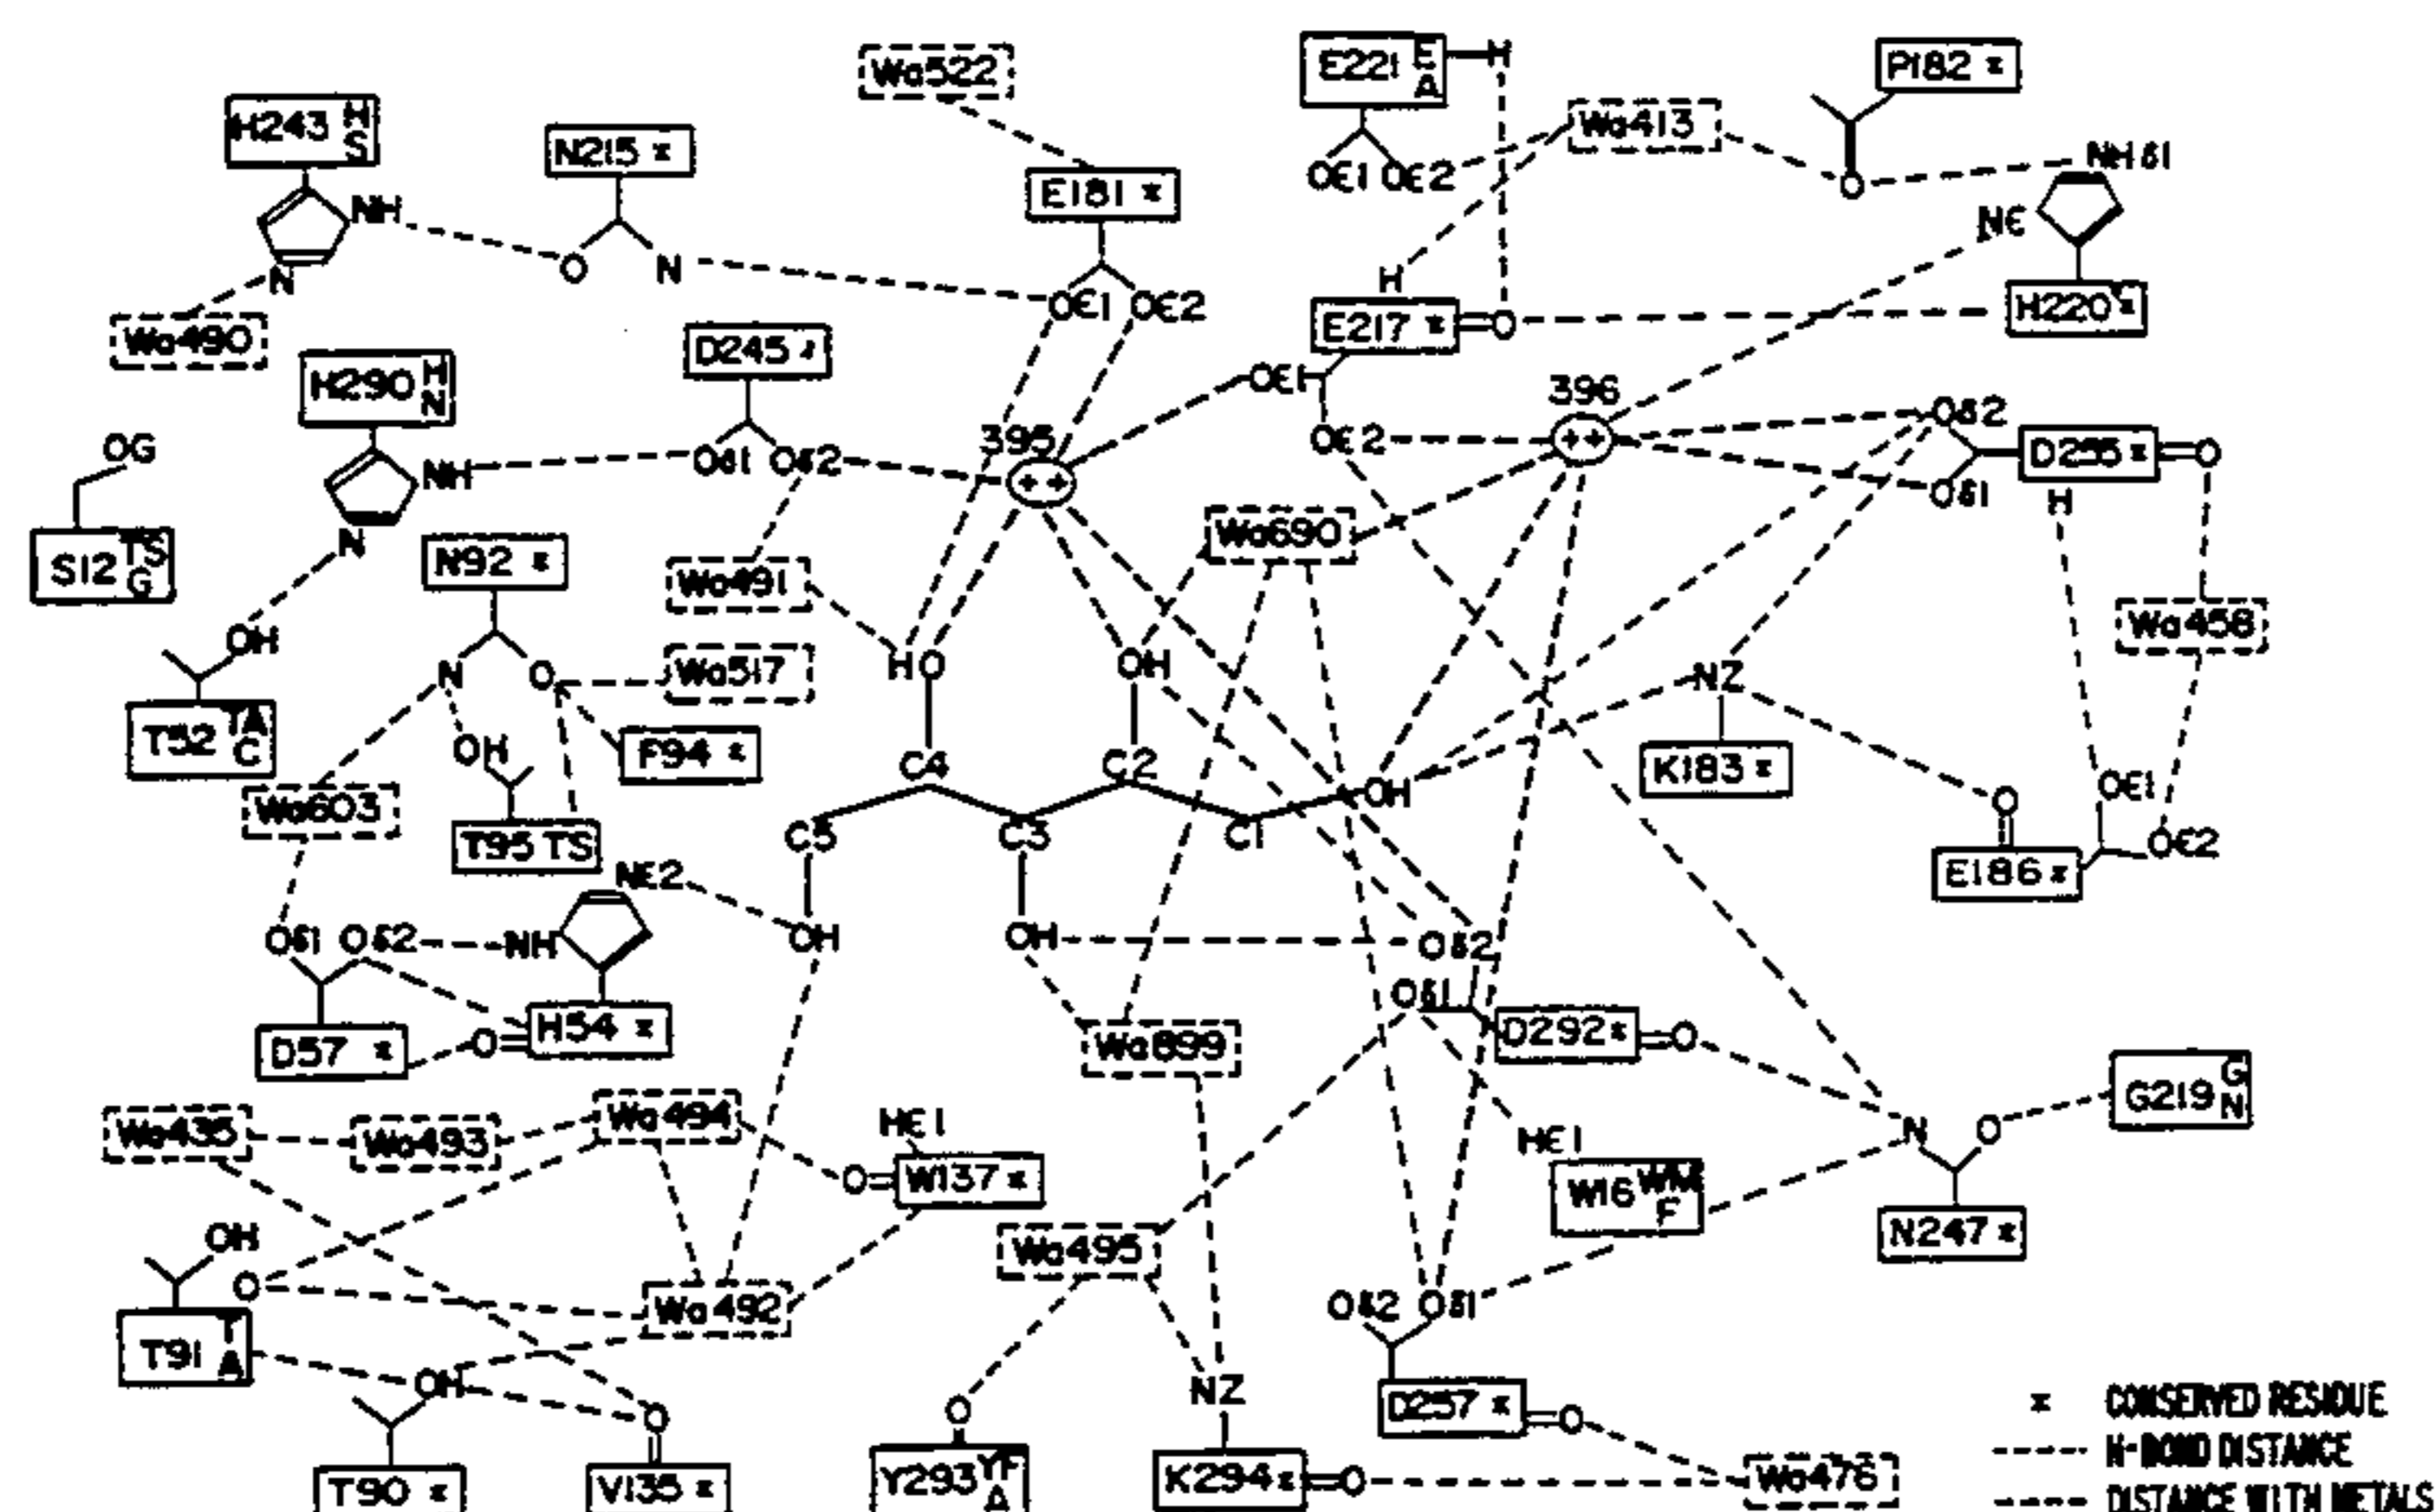 Wa522
E221 E
A
H
P182 *
H243 H
S
N215 *
Wa413
NH
O
N
N
E181 *
OE1 OE2
O
NHδ1
NE
H
H220 *
Wa490
D245 *
OE1 OE2
E217 *=O
OE1
OE2
396
++
H290 H
N
395
++
Oδ1 Oδ2
Oδ2
Oδ1
D255 *=O
H
OG
NH
N
S12 TS
G
N92 *
Wa491
Wa690
Wa458
OH
N
O
Wa517
HO
OH
NZ
T52 TA
C
OH
F94 *
K183 *
C4
C2
OH
Wa603
T95 TS
C5
C3
C1
O
OE1
OE2
E186 *
NE2
Oδ1 Oδ2
NH
OH
OH
Oδ2
Oδ1
D57 *
O=H54 *
Wa899
D292*=O
G219 G
N
Wa435
Wa493
Wa494
HE1
O=W137 *
HE1
W16 WM
F
N
O
N247 *
OH
O
T91 T
A
Wa492
Wa495
Oδ2 Oδ1
OH
O
O
NZ
D257 *=O
T90 *
V135 *
Y293 YF
A
K294*=O
Wa476
* CONSERVED RESIDUE
H-BOND DISTANCE
DISTANCE WITH METALS